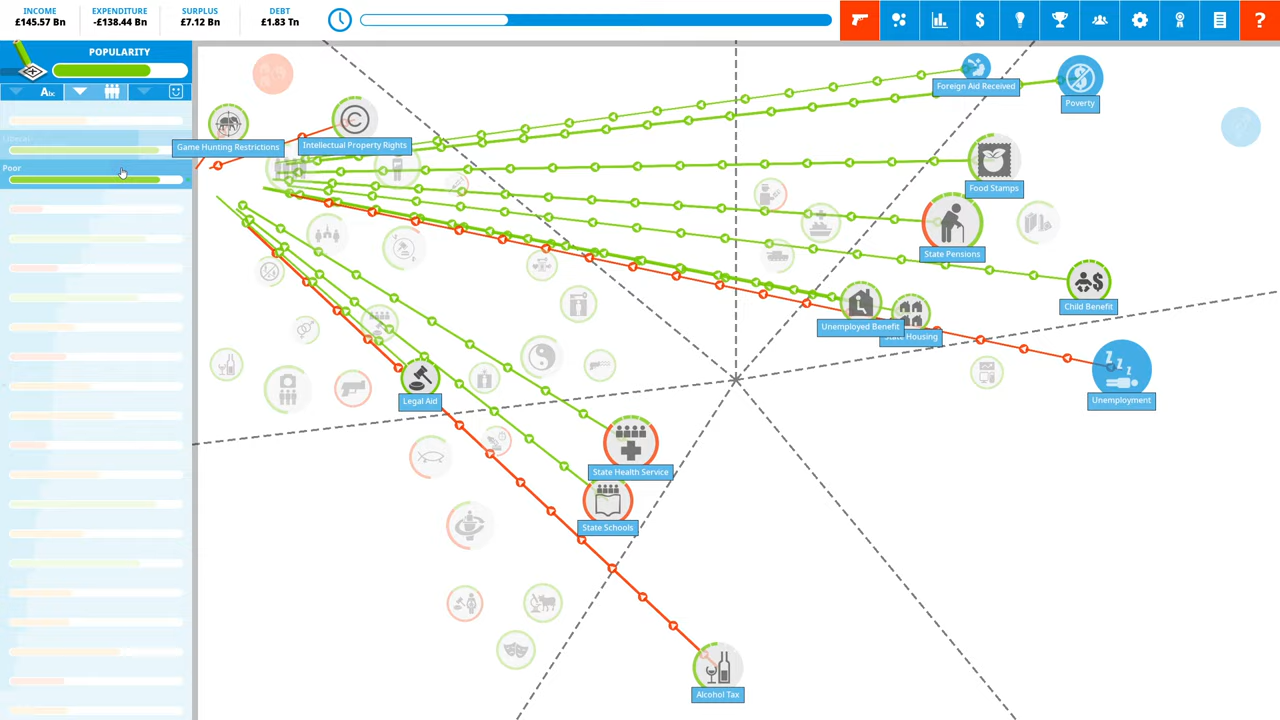 INCOME
£145.57 Bn
EXPENDITURE
-£138.44 Bn
SURPLUS
£7.12 Bn
DEBT
£1.83 Tn
?
POPULARITY
Abc
Poor
Foreign Aid Received
Poverty
Game Hunting Restrictions
Intellectual Property Rights
Food Stamps
State Pensions
Child Benefit
Unemployed Benefit
State Housing
Legal Aid
Unemployment
State Health Service
State Schools
Alcohol Tax